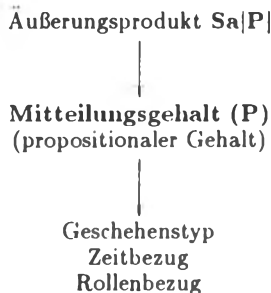 Äußerungsprodukt Sa|P|
Mitteilungsgehalt (P)
(propositionaler Gehalt)
Geschehenstyp
Zeitbezug
Rollenbezug